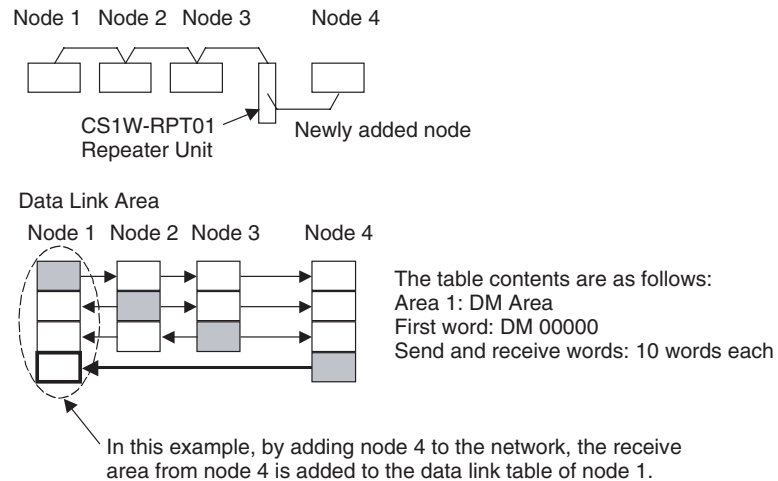 Node 1 Node 2 Node 3 Node 4
CS1W-RPT01
Repeater Unit
Newly added node
Data Link Area
Node 1 Node 2 Node 3 Node 4
The table contents are as follows:
Area 1: DM Area
First word: DM 00000
Send and receive words: 10 words each
In this example, by adding node 4 to the network, the receive
area from node 4 is added to the data link table of node 1.